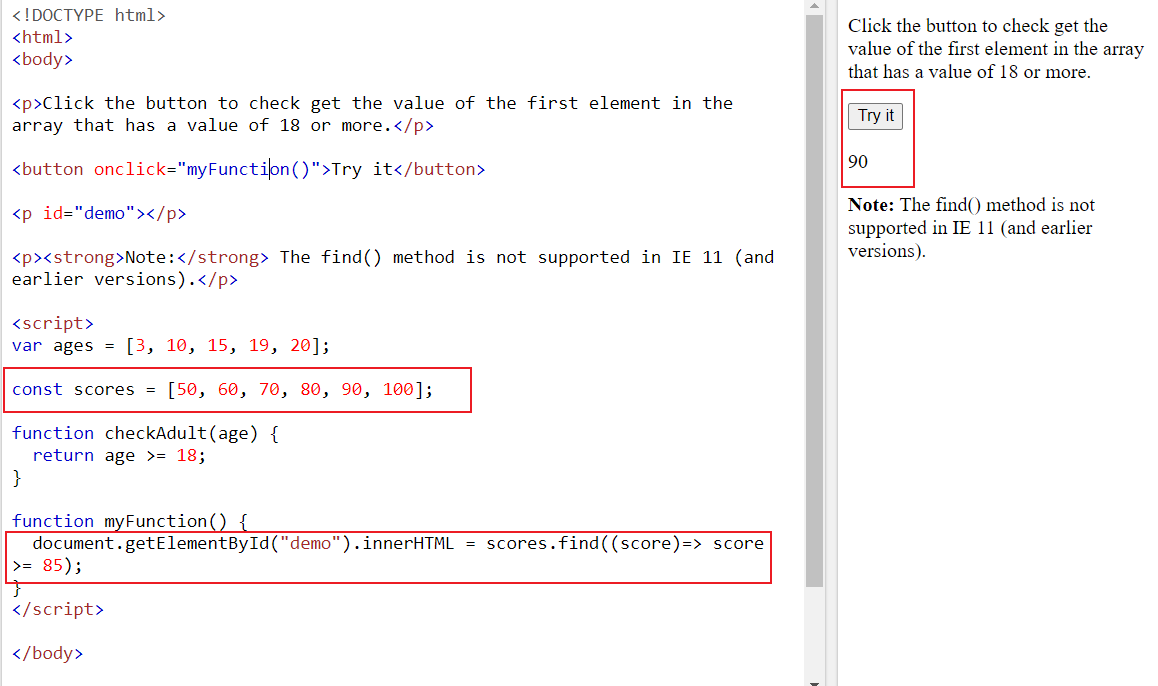 <!DOCTYPE html>
<html>
<body>
<p>Click the button to check get the value of the first element in the
array that has a value of 18 or more.</p>
<button onclick="myFunction()">Try it</button>
<p id="demo"></p>
<p><strong>Note:</strong> The find() method is not supported in IE 11 (and
earlier versions).</p>
<script>
var ages = [3, 10, 15, 19, 20];
const scores = [50, 60, 70, 80, 90, 100];
function checkAdult(age) {
  return age >= 18;
}
function myFunction() {
  document.getElementById("demo").innerHTML = scores.find((score)=> score
>= 85);
}
</script>
</body>
Click the button to check get the
value of the first element in the array
that has a value of 18 or more.
Try it
90
Note: The find() method is not
supported in IE 11 (and earlier
versions).